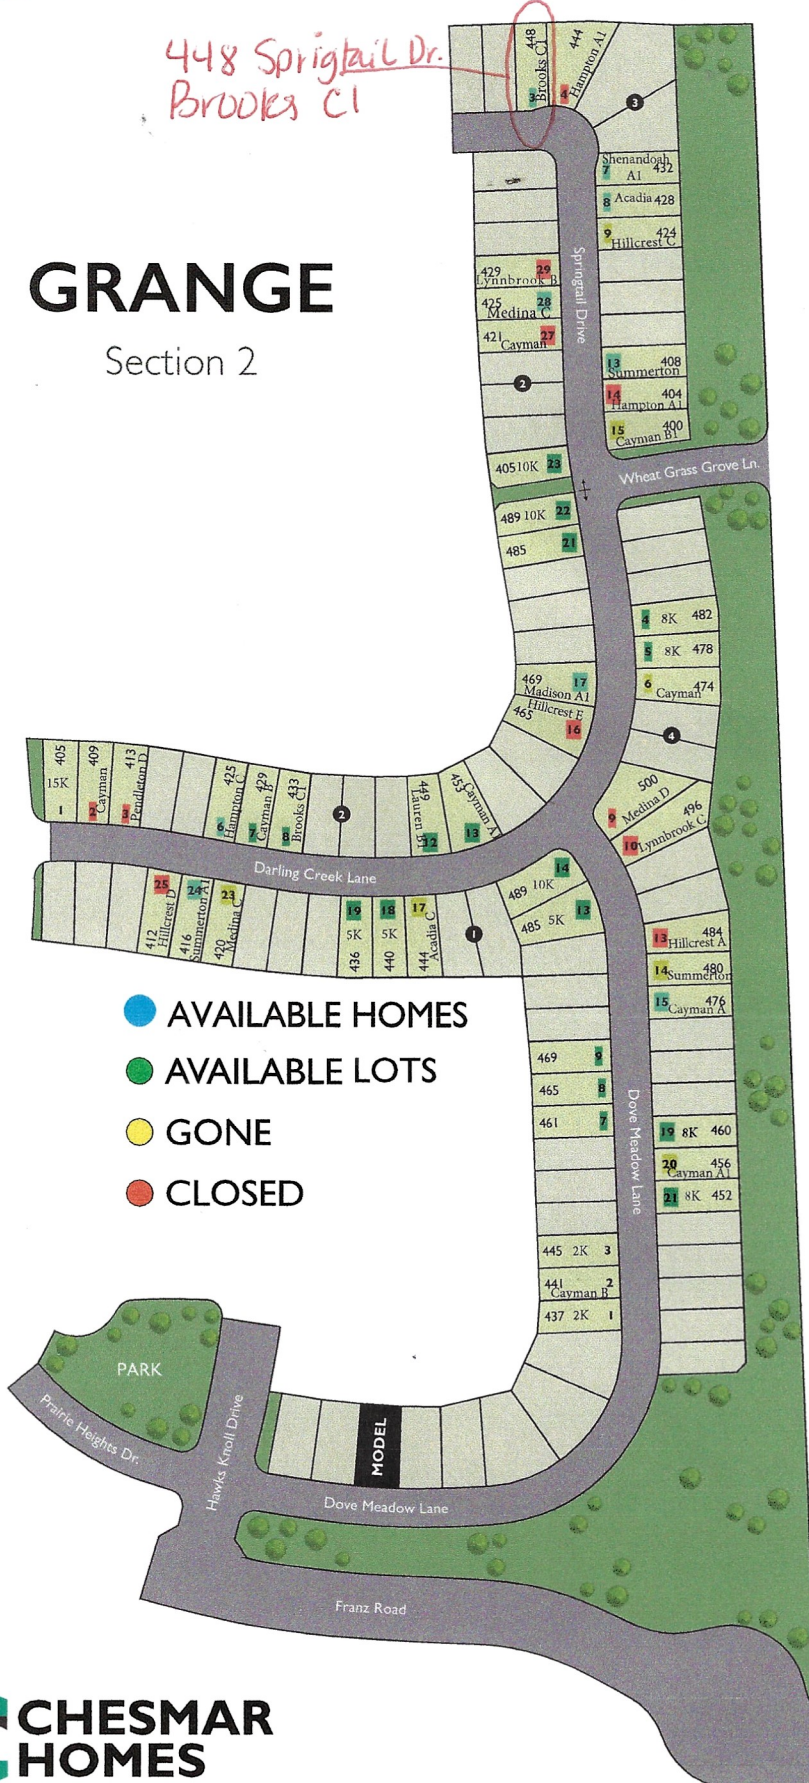 448 Sprigtail Dr.
Brooks C1
448
Brooks C1
3
444
Hampton A1
4
3
GRANGE
Section 2
Shenandoah
7 A1 432
8 Acadia 428
9 424
Hillcrest C
Springtail Drive
429 29
Lynnbrook B
425 28
Medina C
421 Cayman 27
2
13 408
Summerton
14 404
Hampton A1
15 400
Cayman B1
405 10K 23
Wheat Grass Grove Ln.
489 10K 22
485 21
4 8K 482
5 8K 478
6 Cayman 474
4
469 17
Madison A1
465 Hillcrest E
16
500
9 Medina D
496
10 Lynnbrook C
405
15K
1
409
Cayman
2
413
Pendleton D
3
425
Hampton C
6
429
Cayman B
7
433
Brooks C1
8
2
449
Lauren B1
12
453
Cayman A
13
Darling Creek Lane
25
412
Hillcrest D
24
416
Summerton A1
23
420
Medina C
19
5K
436
18
5K
440
17
444
Acadia C
1
14
489 10K
13
485 5K
13 484
Hillcrest A
14 480
Summerton
15 476
Cayman A
AVAILABLE HOMES
AVAILABLE LOTS
GONE
CLOSED
469 9
465 8
461 7
Dove Meadow Lane
19 8K 460
20 456
Cayman A1
21 8K 452
445 2K 3
441 2
Cayman B
437 2K 1
PARK
Prairie Heights Dr.
Hawks Knoll Drive
MODEL
Dove Meadow Lane
Franz Road
CHESMAR
HOMES